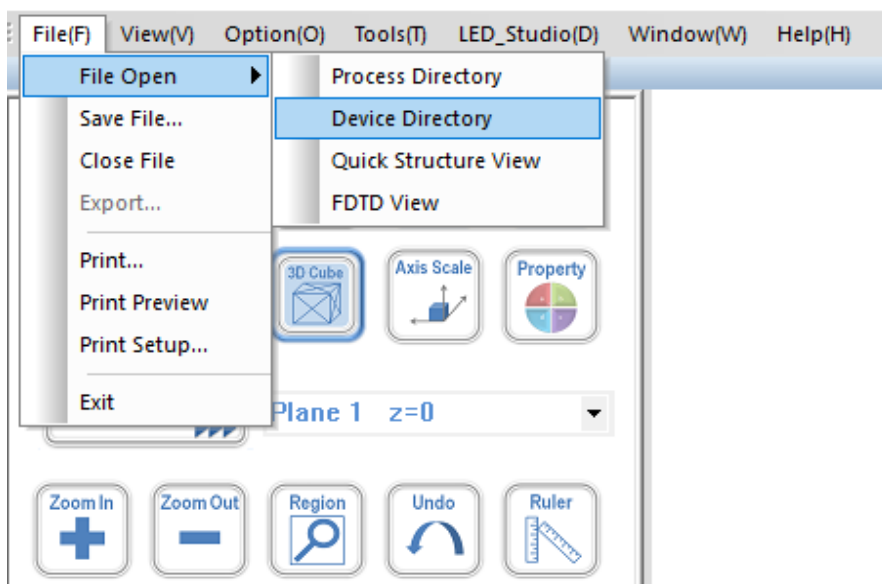 File(F) View(V) Option(O) Tools(T) LED_Studio(D) Window(W) Help(H)
File Open
Process Directory
Save File...
Device Directory
Close File
Quick Structure View
Export...
FDTD View
Print...
Print Preview
Print Setup...
Exit
3D Cube
Axis Scale
Property
Plane 1 z=0
Zoom In
Zoom Out
Region
Undo
Ruler